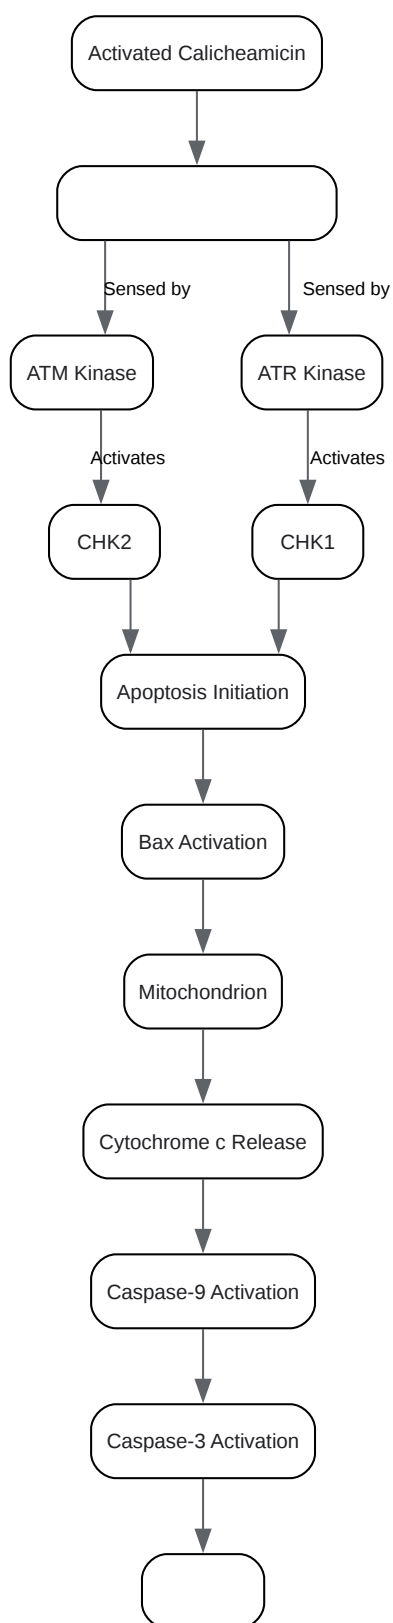 Activated Calicheamicin
Sensed by
Sensed by
ATM Kinase
ATR Kinase
Activates
Activates
CHK2
CHK1
Apoptosis Initiation
Bax Activation
Mitochondrion
Cytochrome c Release
Caspase-9 Activation
Caspase-3 Activation